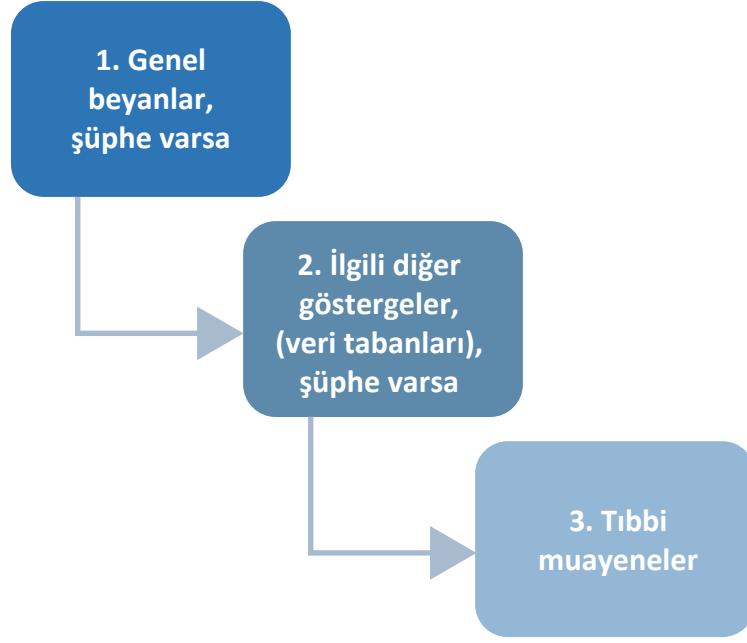 1. Genel
beyanlar,
şüphe varsa
2. İlgili diğer
göstergeler,
(veri tabanları),
şüphe varsa
3. Tıbbi
muayeneler